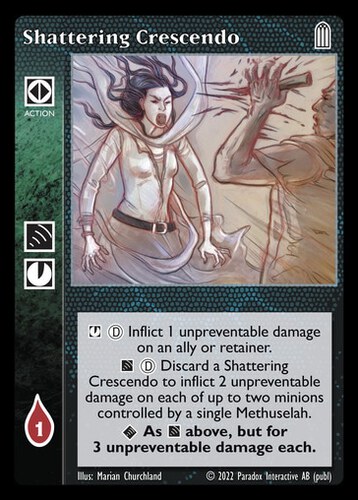 Shattering Crescendo
ACTION
Ⓓ Inflict 1 unpreventable damage
on an ally or retainer.
Ⓓ Discard a Shattering
Crescendo to inflict 2 unpreventable
damage on each of up to two minions
controlled by a single Methuselah.
As above, but for
3 unpreventable damage each.
1
Illus: Marian Churchland © 2022 Paradox Interactive AB (publ)